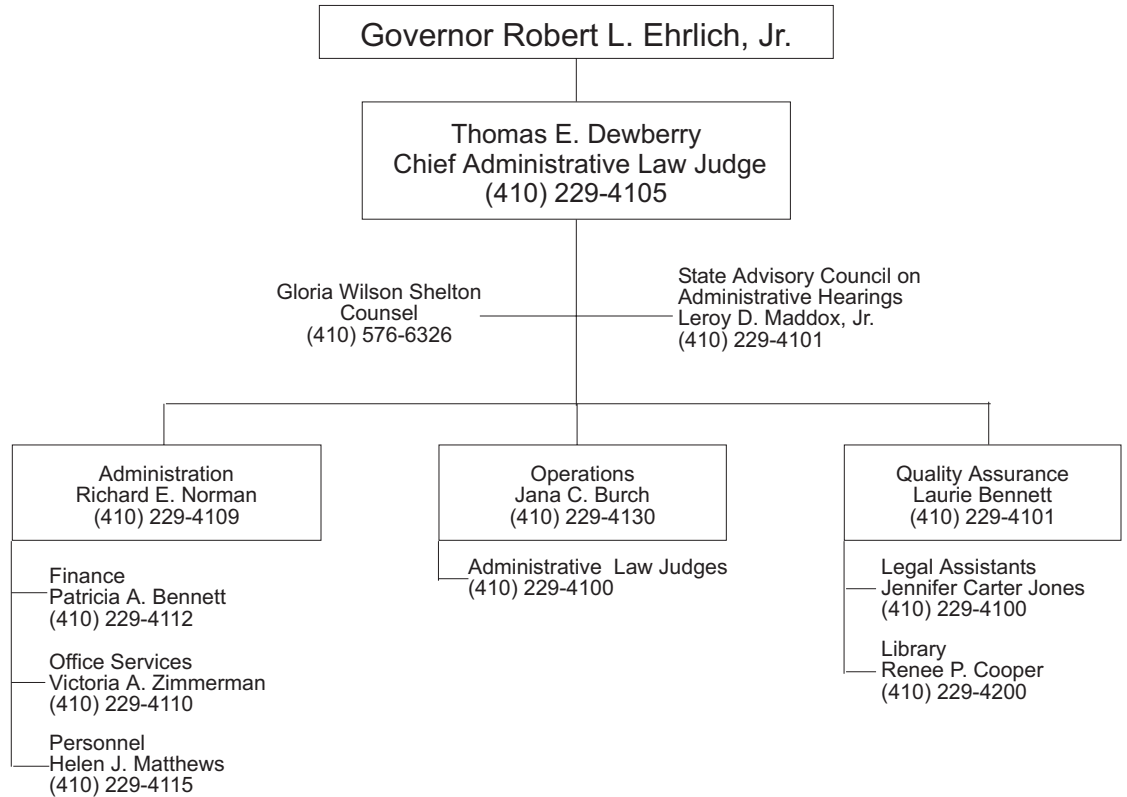 Governor Robert L. Ehrlich, Jr.
Thomas E. Dewberry
Chief Administrative Law Judge
(410) 229-4105
Gloria Wilson Shelton
Counsel
(410) 576-6326
State Advisory Council on
Administrative Hearings
Leroy D. Maddox, Jr.
(410) 229-4101
Administration
Richard E. Norman
(410) 229-4109
Finance
Patricia A. Bennett
(410) 229-4112
Office Services
Victoria A. Zimmerman
(410) 229-4110
Personnel
Helen J. Matthews
(410) 229-4115
Operations
Jana C. Burch
(410) 229-4130
Administrative Law Judges
(410) 229-4100
Quality Assurance
Laurie Bennett
(410) 229-4101
Legal Assistants
Jennifer Carter Jones
(410) 229-4100
Library
Renee P. Cooper
(410) 229-4200